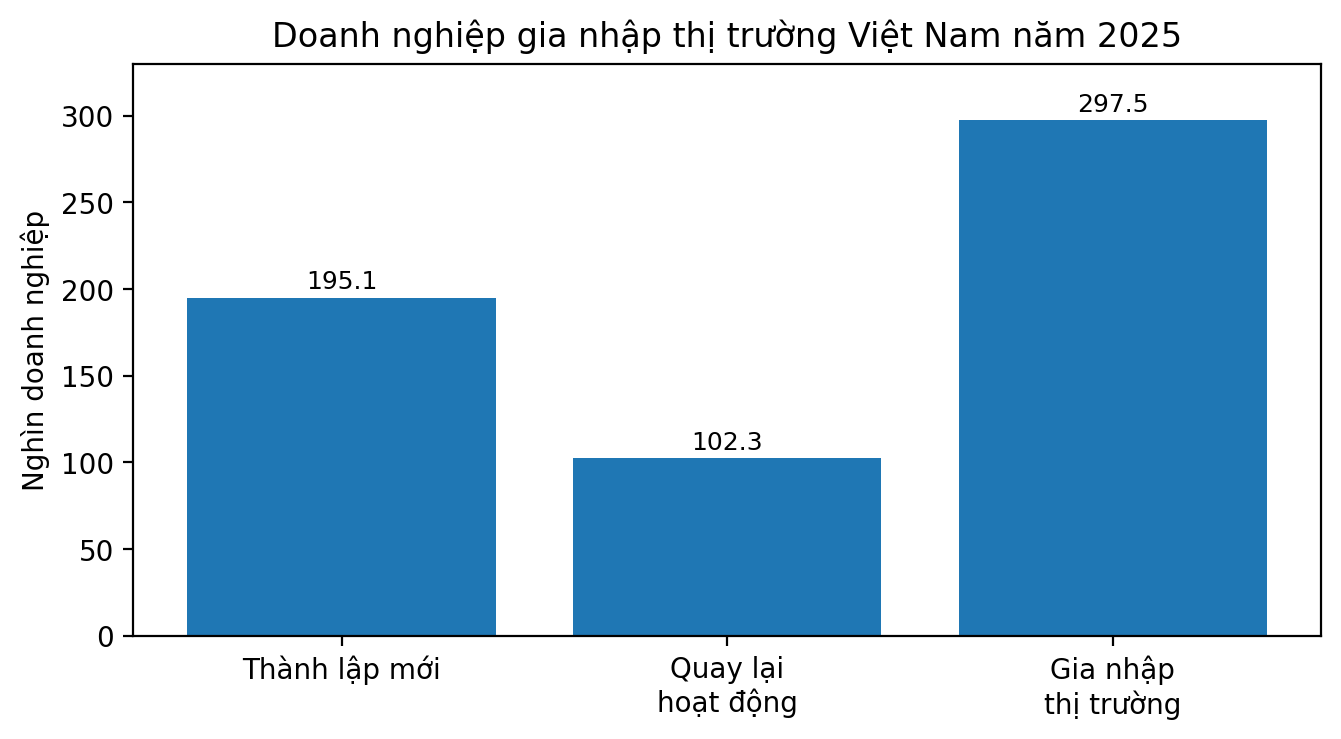 Doanh nghiệp gia nhập thị trường Việt Nam năm 2025
Nghìn doanh nghiệp
300
250
200
150
100
50
0
195.1
102.3
297.5
Thành lập mới
Quay lại
hoạt động
Gia nhập
thị trường